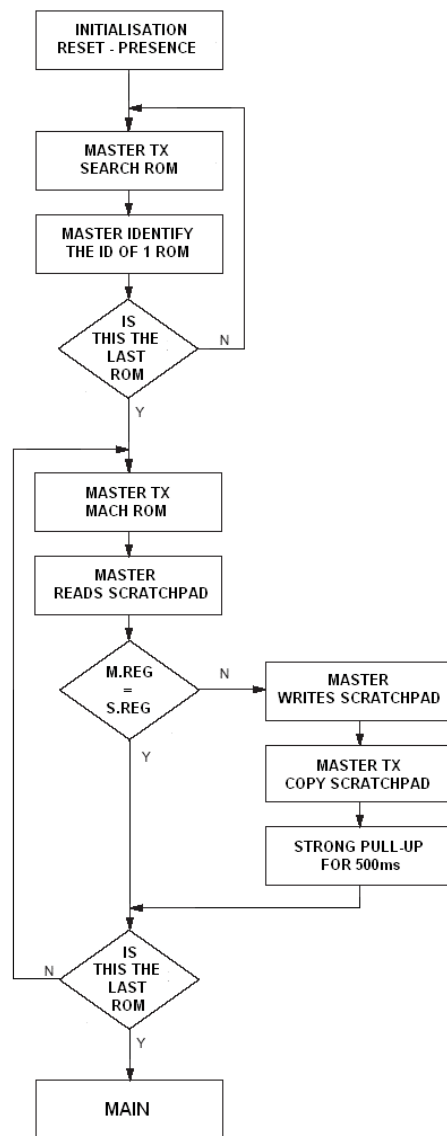 INITIALISATION
RESET - PRESENCE
MASTER TX
SEARCH ROM
MASTER IDENTIFY
THE ID OF 1 ROM
IS
THIS THE
LAST
ROM
N
Y
MASTER TX
MACH ROM
MASTER
READS SCRATCHPAD
M.REG
=
S.REG
N
Y
MASTER
WRITES SCRATCHPAD
MASTER TX
COPY SCRATCHPAD
STRONG PULL-UP
FOR 500ms
IS
THIS THE
LAST
ROM
N
Y
MAIN